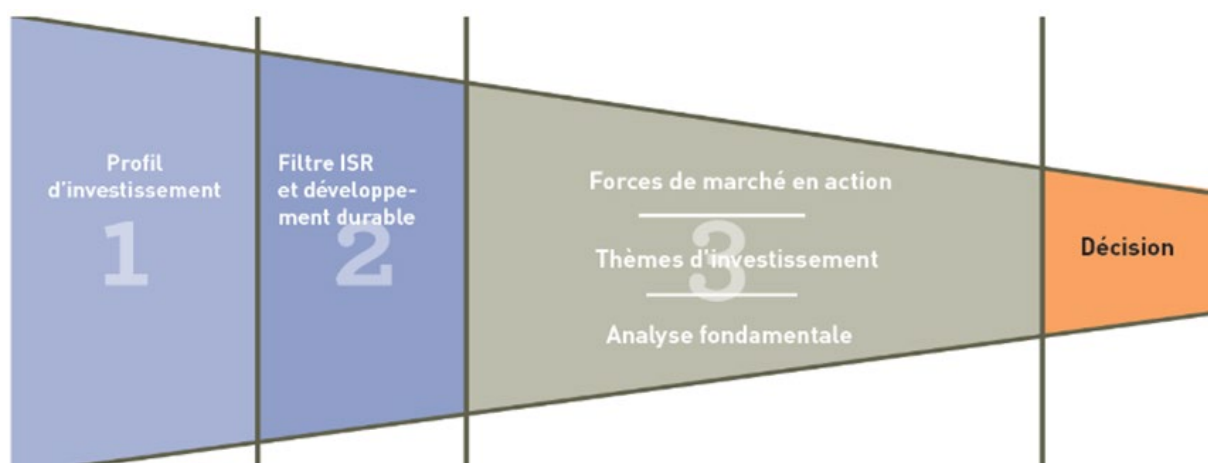 Profil
d'investissement
1
Filtre ISR
et développe-
ment durable
2
Forces de marché en action
Thèmes d'investissement
3
Analyse fondamentale
Décision